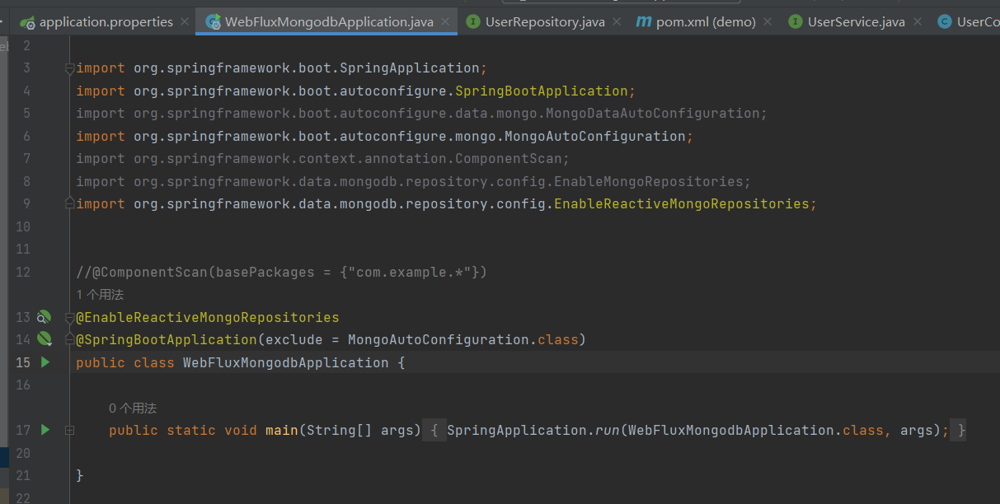 application.properties WebFluxMongodbApplication.java UserRepository.java pom.xml (demo) UserService.java UserCo
2
3 import org.springframework.boot.SpringApplication;
4 import org.springframework.boot.autoconfigure.SpringBootApplication;
5 import org.springframework.boot.autoconfigure.data.mongo.MongoDataAutoConfiguration;
6 import org.springframework.boot.autoconfigure.mongo.MongoAutoConfiguration;
7 import org.springframework.context.annotation.ComponentScan;
8 import org.springframework.data.mongodb.repository.config.EnableMongoRepositories;
9 import org.springframework.data.mongodb.repository.config.EnableReactiveMongoRepositories;
10
11
12 //@ComponentScan(basePackages = {"com.example.*"})
1 个用法
13 @EnableReactiveMongoRepositories
14 @SpringBootApplication(exclude = MongoAutoConfiguration.class)
15 public class WebFluxMongodbApplication {
16
0 个用法
17 public static void main(String[] args) { SpringApplication.run(WebFluxMongodbApplication.class, args); }
20
21 }
22